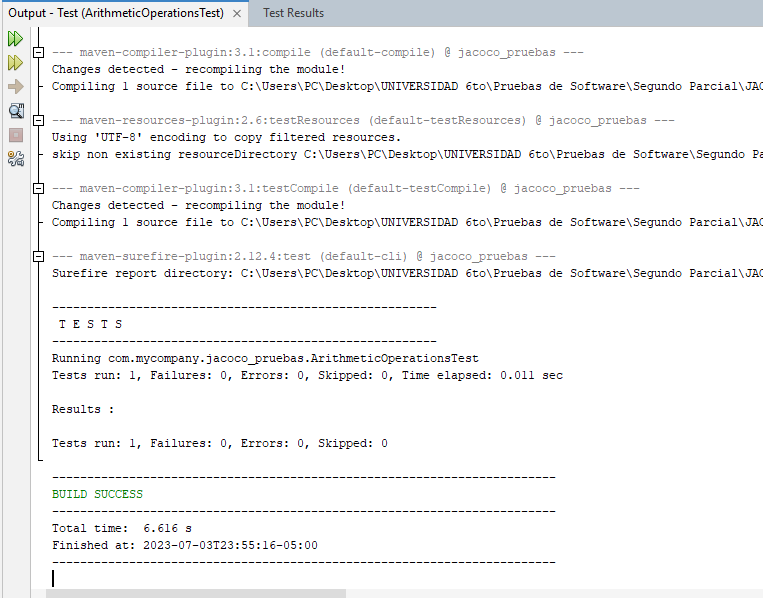 Output - Test (ArithmeticOperationsTest) ×
Test Results
--- maven-compiler-plugin:3.1:compile (default-compile) @ jacoco_pruebas ---
Changes detected - recompiling the module!
Compiling 1 source file to C:\Users\PC\Desktop\UNIVERSIDAD 6to\Pruebas de Software\Segundo Parcial\JAC
--- maven-resources-plugin:2.6:testResources (default-testResources) @ jacoco_pruebas ---
Using 'UTF-8' encoding to copy filtered resources.
skip non existing resourceDirectory C:\Users\PC\Desktop\UNIVERSIDAD 6to\Pruebas de Software\Segundo Pa
--- maven-compiler-plugin:3.1:testCompile (default-testCompile) @ jacoco_pruebas ---
Changes detected - recompiling the module!
Compiling 1 source file to C:\Users\PC\Desktop\UNIVERSIDAD 6to\Pruebas de Software\Segundo Parcial\JAC
--- maven-surefire-plugin:2.12.4:test (default-cli) @ jacoco_pruebas ---
Surefire report directory: C:\Users\PC\Desktop\UNIVERSIDAD 6to\Pruebas de Software\Segundo Parcial\JAC
-------------------------------------------------------
T E S T S
-------------------------------------------------------
Running com.mycompany.jacoco_pruebas.ArithmeticOperationsTest
Tests run: 1, Failures: 0, Errors: 0, Skipped: 0, Time elapsed: 0.011 sec
Results :
Tests run: 1, Failures: 0, Errors: 0, Skipped: 0
------------------------------------------------------------------------
BUILD SUCCESS
------------------------------------------------------------------------
Total time:  6.616 s
Finished at: 2023-07-03T23:55:16-05:00
------------------------------------------------------------------------